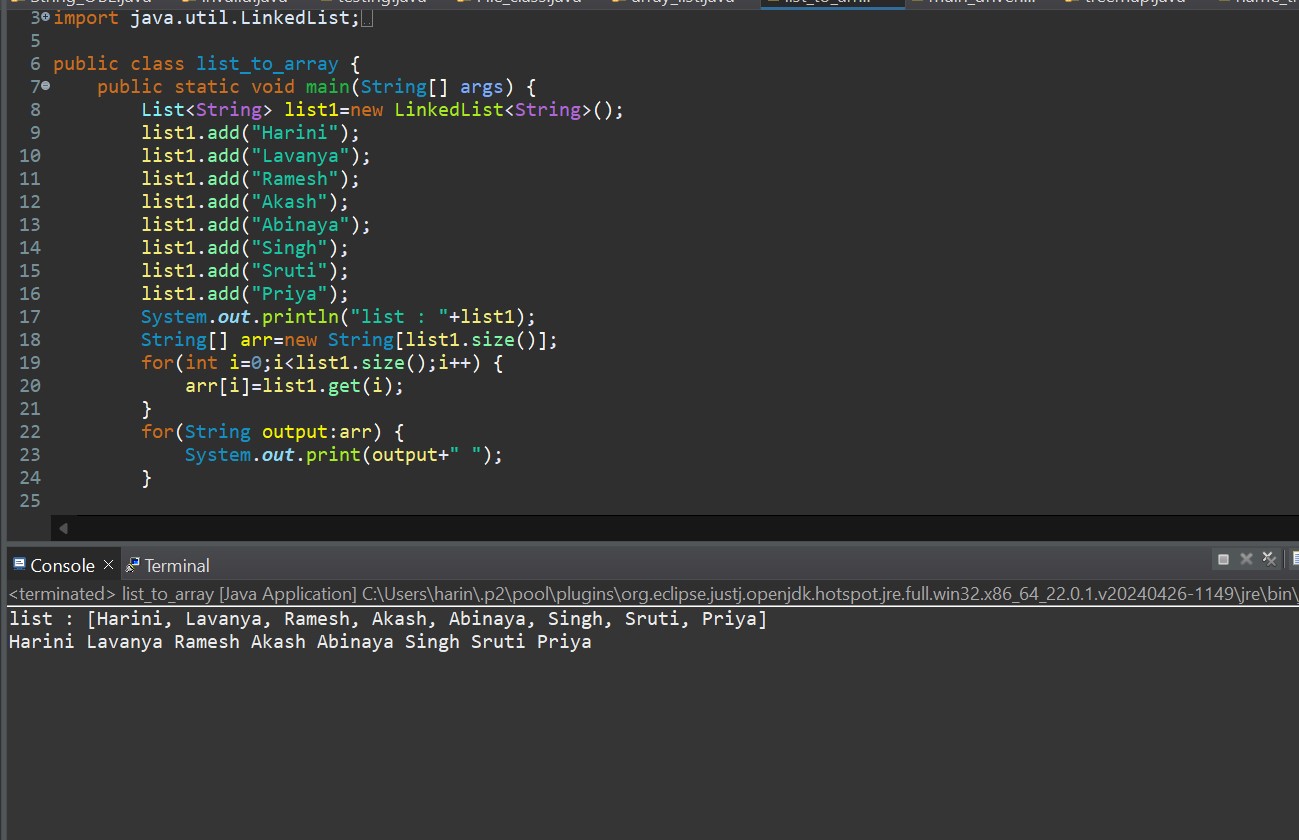 3 import java.util.LinkedList;
5
6 public class list_to_array {
7 public static void main(String[] args) {
8 List<String> list1=new LinkedList<String>();
9 list1.add("Harini");
10 list1.add("Lavanya");
11 list1.add("Ramesh");
12 list1.add("Akash");
13 list1.add("Abinaya");
14 list1.add("Singh");
15 list1.add("Sruti");
16 list1.add("Priya");
17 System.out.println("list : "+list1);
18 String[] arr=new String[list1.size()];
19 for(int i=0;i<list1.size();i++) {
20 arr[i]=list1.get(i);
21 }
22 for(String output:arr) {
23 System.out.print(output+" ");
24 }
25
Console Terminal
<terminated> list_to_array [Java Application] C:\Users\harin\.p2\pool\plugins\org.eclipse.justj.openjdk.hotspot.jre.full.win32.x86_64_22.0.1.v20240426-1149\jre\bin\
list : [Harini, Lavanya, Ramesh, Akash, Abinaya, Singh, Sruti, Priya]
Harini Lavanya Ramesh Akash Abinaya Singh Sruti Priya